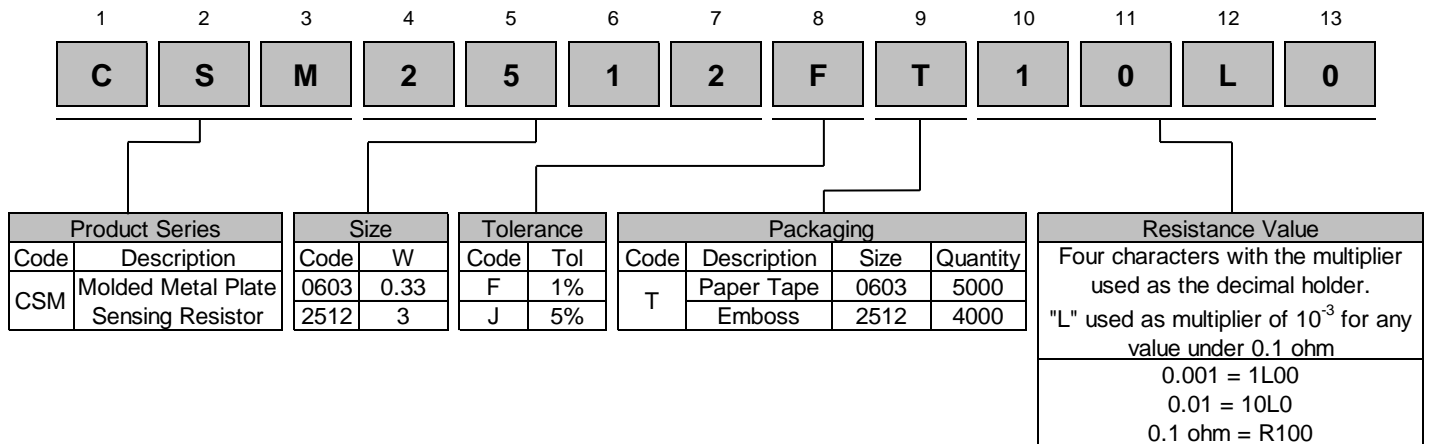 1 2 3 4 5 6 7 8 9 10 11 12 13
C S M 2 5 1 2 F T 1 0 L 0
Product Series
Code Description
CSM Molded Metal Plate
Sensing Resistor
Size
Code W
0603 0.33
2512 3
Tolerance
Code Tol
F 1%
J 5%
Packaging
Code Description Size Quantity
T Paper Tape 0603 5000
Emboss 2512 4000
Resistance Value
Four characters with the multiplier
used as the decimal holder.
"L" used as multiplier of 10-3 for any
value under 0.1 ohm
0.001 = 1L00
0.01 = 10L0
0.1 ohm = R100